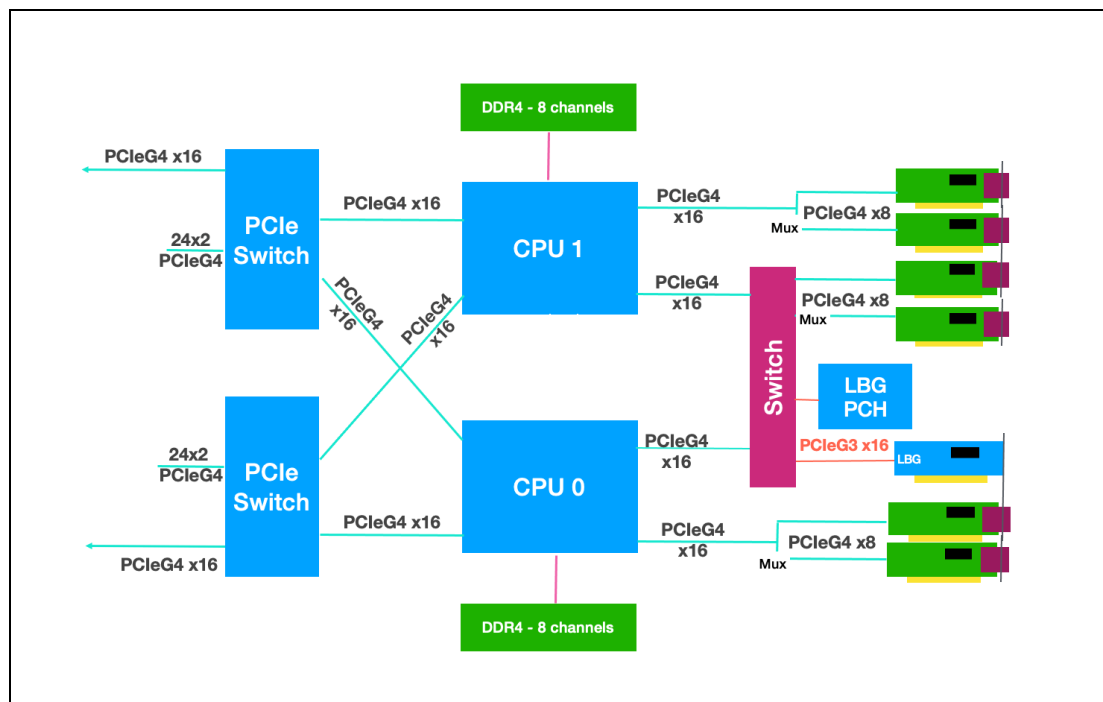 DDR4 - 8 channels
PCIeG4 x16
PCIe
Switch
24x2
PCIeG4
PCIeG4 x16
PCIeG4
x16
PCIeG4
x16
CPU 1
PCIeG4
x16
Mux
PCIeG4 x8
PCIeG4
x16
PCIeG4 x8
Mux
Switch
LBG
PCH
PCIeG3 x16
LBG
PCIeG4
x16
CPU 0
24x2
PCIeG4
PCIe
Switch
PCIeG4 x16
PCIeG4 x16
PCIeG4
x16
PCIeG4 x8
Mux
DDR4 - 8 channels